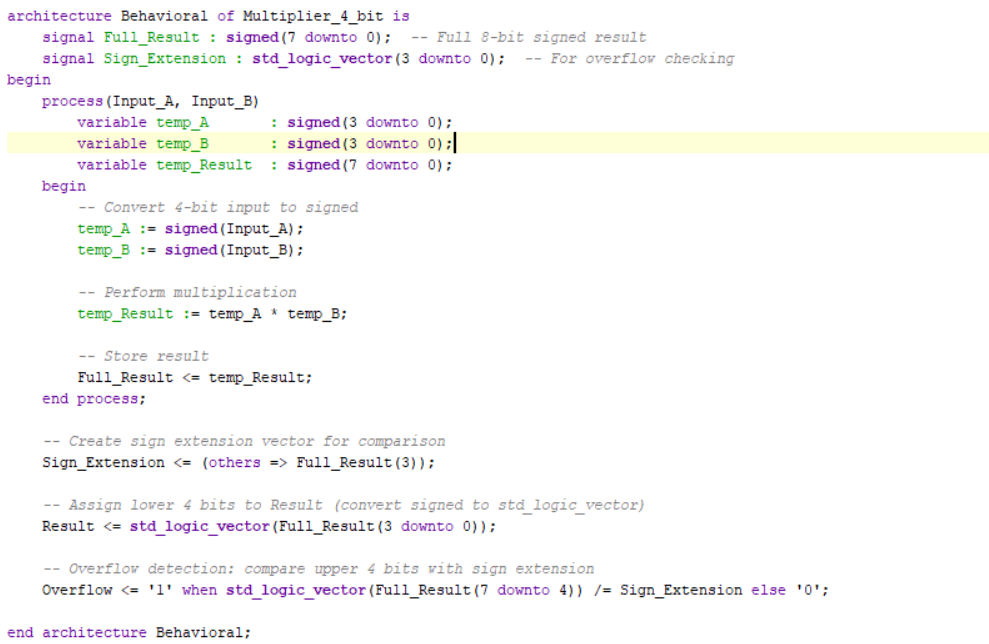 architecture Behavioral of Multiplier_4_bit is
    signal Full_Result : signed(7 downto 0);  -- Full 8-bit signed result
    signal Sign_Extension : std_logic_vector(3 downto 0);  -- For overflow checking
begin
    process(Input_A, Input_B)
        variable temp_A       : signed(3 downto 0);
        variable temp_B       : signed(3 downto 0);
        variable temp_Result  : signed(7 downto 0);
    begin
        -- Convert 4-bit input to signed
        temp_A := signed(Input_A);
        temp_B := signed(Input_B);

        -- Perform multiplication
        temp_Result := temp_A * temp_B;

        -- Store result
        Full_Result <= temp_Result;
    end process;

    -- Create sign extension vector for comparison
    Sign_Extension <= (others => Full_Result(3));

    -- Assign lower 4 bits to Result (convert signed to std_logic_vector)
    Result <= std_logic_vector(Full_Result(3 downto 0));

    -- Overflow detection: compare upper 4 bits with sign extension
    Overflow <= '1' when std_logic_vector(Full_Result(7 downto 4)) /= Sign_Extension else '0';

end architecture Behavioral;